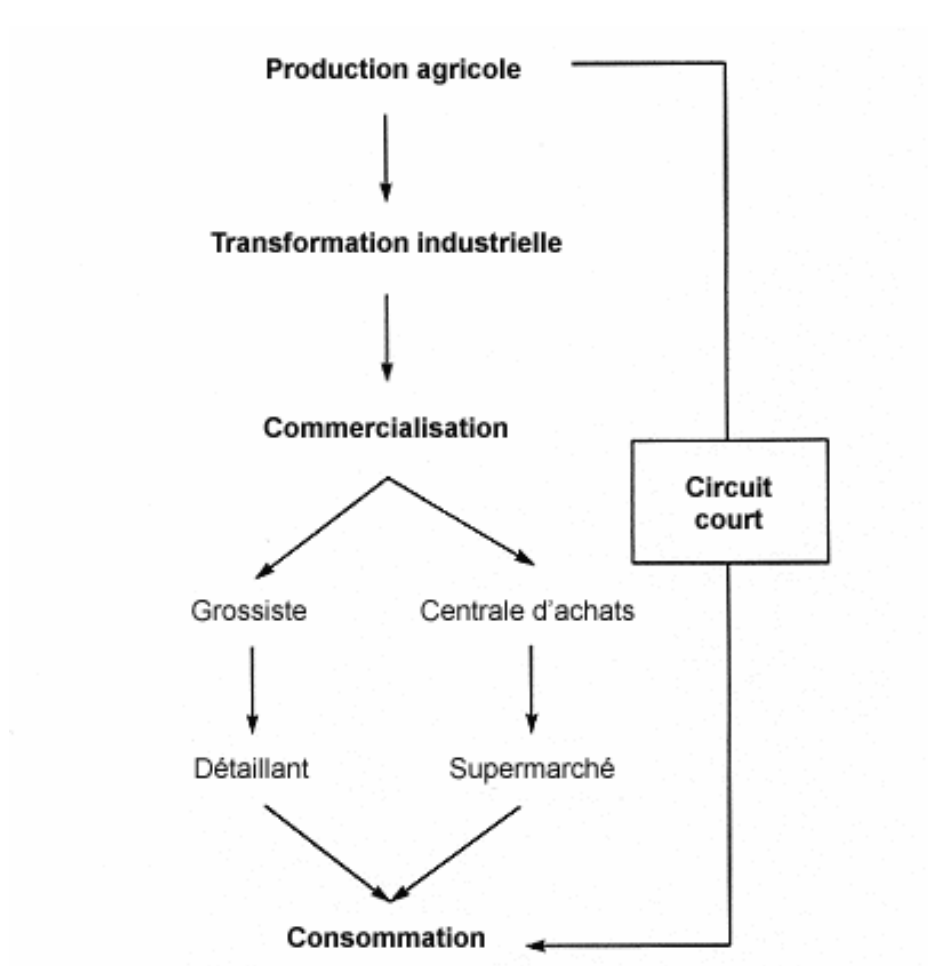 Production agricole
Transformation industrielle
Commercialisation
Circuit
court
Grossiste
Centrale d'achats
Détaillant
Supermarché
Consommation